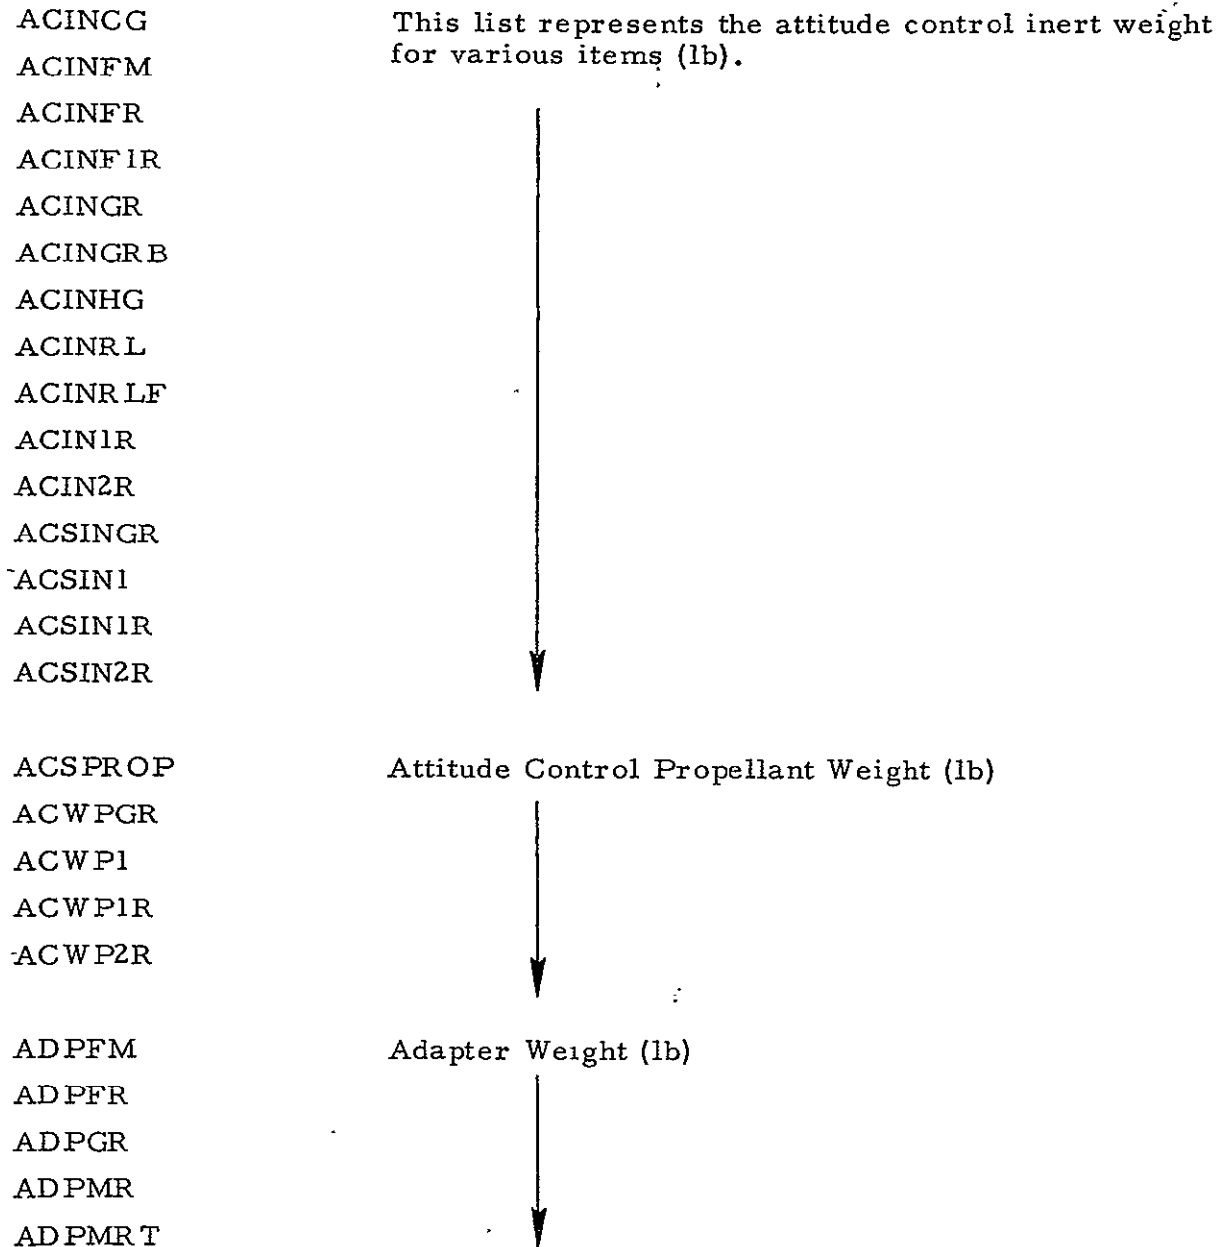 ACINCG This list represents the attitude control inert weight
for various items (lb).
ACINFM
ACINFR
ACINF1R
ACINGR
ACINGRB
ACINHG
ACINRL
ACINRLF
ACIN1R
ACIN2R
ACSINGR
ACSIN1
ACSIN1R
ACSIN2R
ACSPROP Attitude Control Propellant Weight (lb)
ACWPGR
ACWP1
ACWP1R
ACWP2R
ADPFM Adapter Weight (lb)
ADPFR
ADPGR
ADPMR
ADPMRT